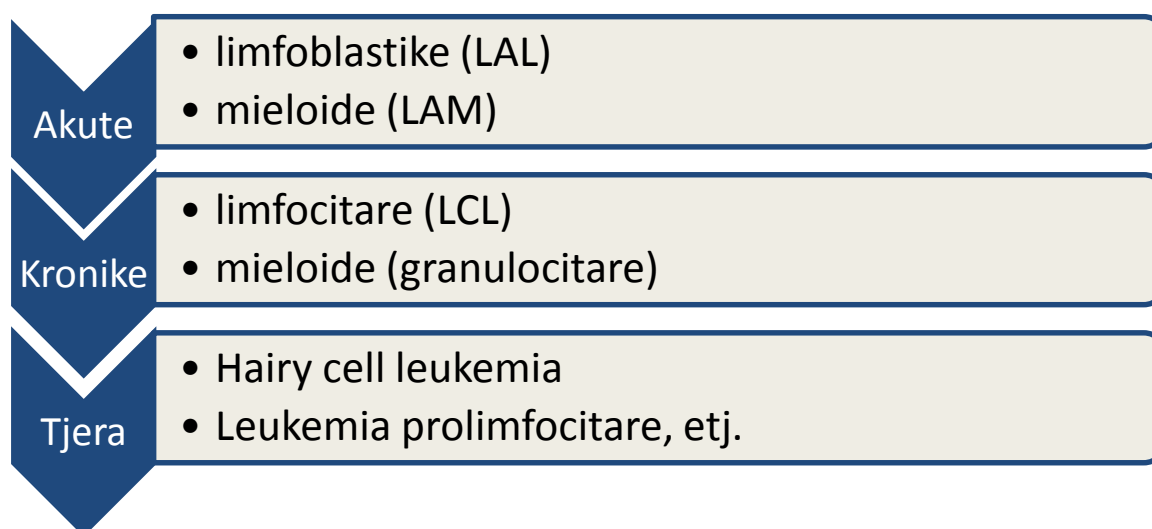 Akute
• limfoblastike (LAL)
• mieloide (LAM)
Kronike
• limfocitare (LCL)
• mieloide (granulocitare)
Tjera
• Hairy cell leukemia
• Leukemia prolimfocitare, etj.